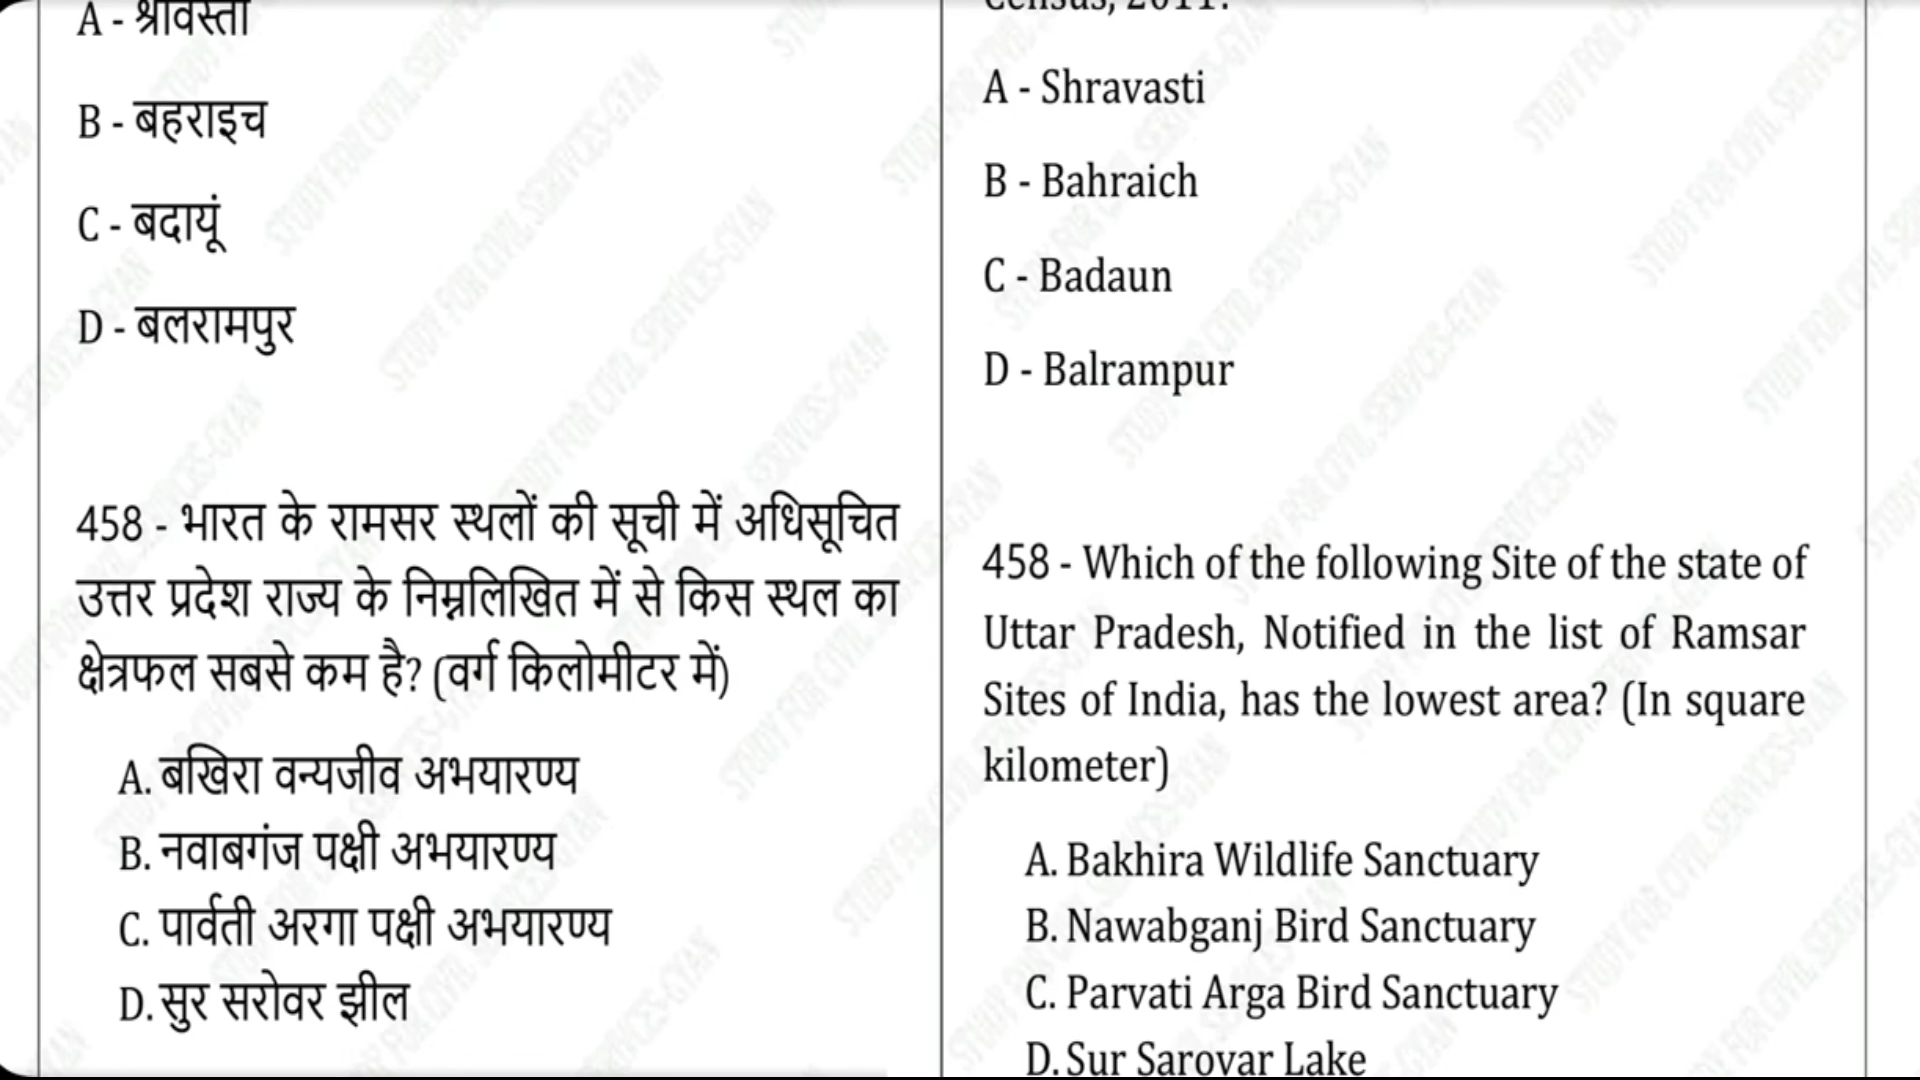 A - श्रावस्ती
B - बहराइच
C - बदायूं
D - बलरामपुर
458 - भारत के रामसर स्थलों की सूची में अधिसूचित
उत्तर प्रदेश राज्य के निम्नलिखित में से किस स्थल का
क्षेत्रफल सबसे कम है? (वर्ग किलोमीटर में)
A. बखिरा वन्यजीव अभयारण्य
B. नवाबगंज पक्षी अभयारण्य
C. पार्वती अरगा पक्षी अभयारण्य
D. सुर सरोवर झील
Census, 2011?
A - Shravasti
B - Bahraich
C - Badaun
D - Balrampur
458 - Which of the following Site of the state of
Uttar Pradesh, Notified in the list of Ramsar
Sites of India, has the lowest area? (In square
kilometer)
A. Bakhira Wildlife Sanctuary
B. Nawabganj Bird Sanctuary
C. Parvati Arga Bird Sanctuary
D. Sur Sarovar Lake